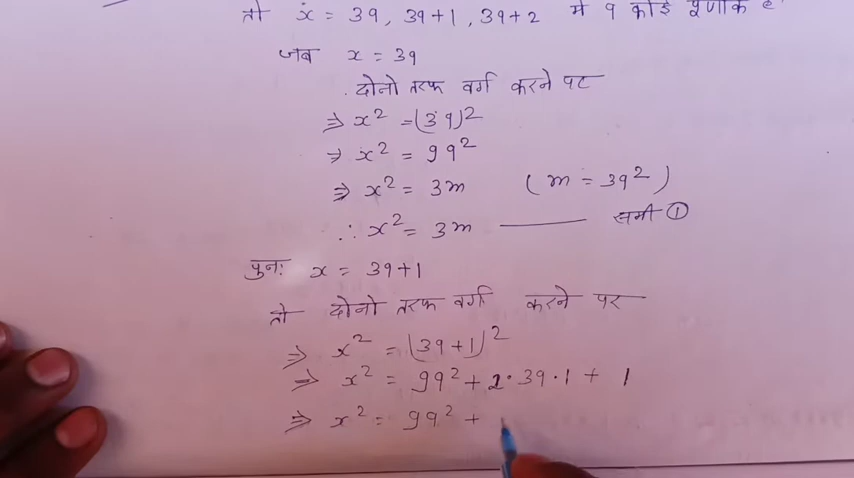 तो x = 3q, 3q+1, 3q+2 में q कोई पूर्णांक है
जब x = 3q
दोनो तरफ वर्ग करने पर
⇒ x² = (3q)²
⇒ x² = 9q²
⇒ x² = 3m (m = 3q²)
∴ x² = 3m ——— समी ①
पुनः x = 3q+1
तो दोनो तरफ वर्ग करने पर
⇒ x² = (3q+1)²
⇒ x² = 9q² + 2·3q·1 + 1
⇒ x² = 9q² +